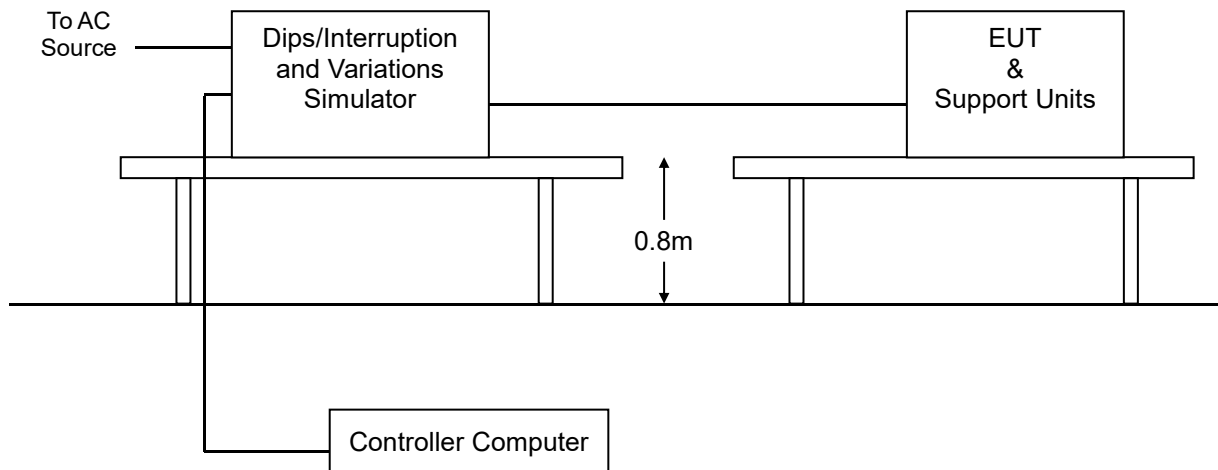 To AC
Source
Dips/Interruption
and Variations
Simulator
EUT
&
Support Units
0.8m
Controller Computer